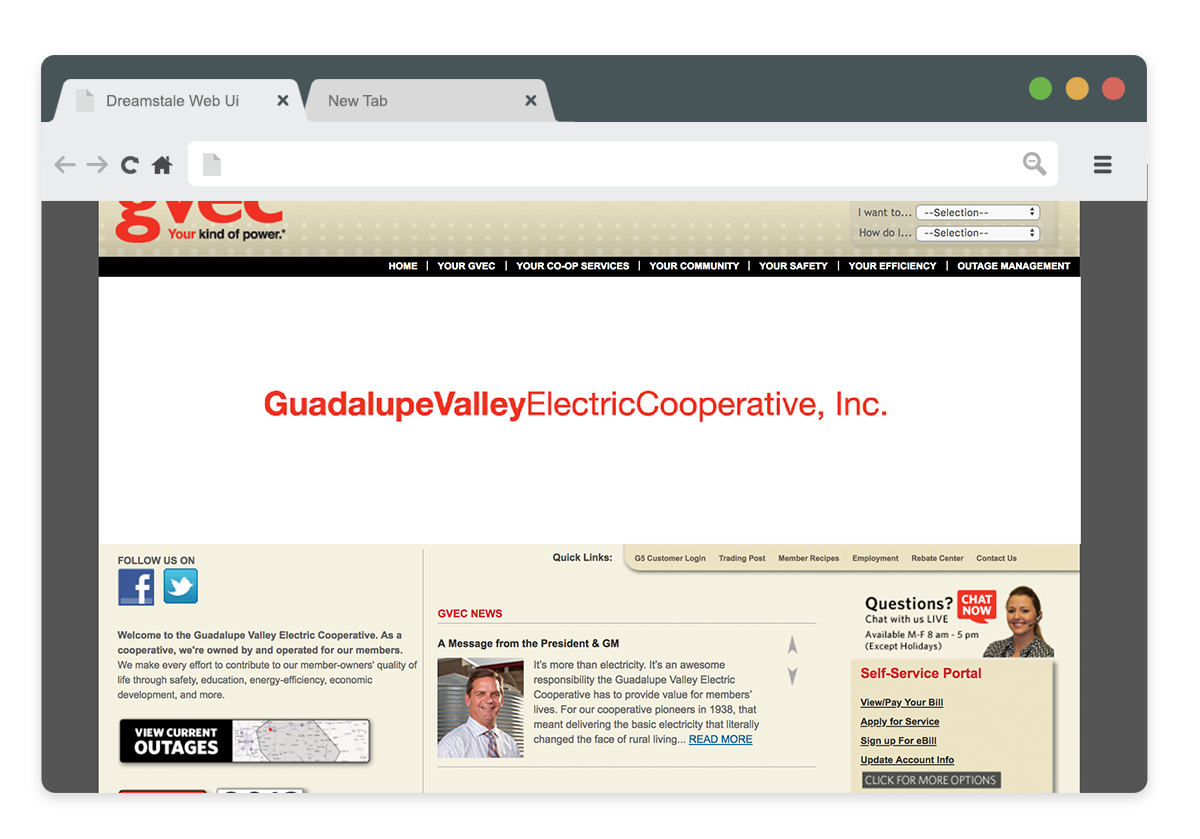 Dreamstale Web Ui
New Tab
gvec
Your kind of power.
I want to... --Selection--
How do I... --Selection--
HOME | YOUR GVEC | YOUR CO-OP SERVICES | YOUR COMMUNITY | YOUR SAFETY | YOUR EFFICIENCY | OUTAGE MANAGEMENT
GuadalupeValleyElectricCooperative, Inc.
FOLLOW US ON
Quick Links: G5 Customer Login Trading Post Member Recipes Employment Rebate Center Contact Us
Welcome to the Guadalupe Valley Electric Cooperative. As a
cooperative, we're owned by and operated for our members.
We make every effort to contribute to our member-owners' quality of
life through safety, education, energy-efficiency, economic
development, and more.
VIEW CURRENT
OUTAGES
GVEC NEWS
A Message from the President & GM
It's more than electricity. It's an awesome
responsibility the Guadalupe Valley Electric
Cooperative has to provide value for members'
lives. For our cooperative pioneers in 1938, that
meant delivering the basic electricity that literally
changed the face of rural living... READ MORE
Questions? CHAT
NOW
Chat with us LIVE
Available M-F 8 am - 5 pm
(Except Holidays)
Self-Service Portal
View/Pay Your Bill
Apply for Service
Sign up For eBill
Update Account Info
CLICK FOR MORE OPTIONS